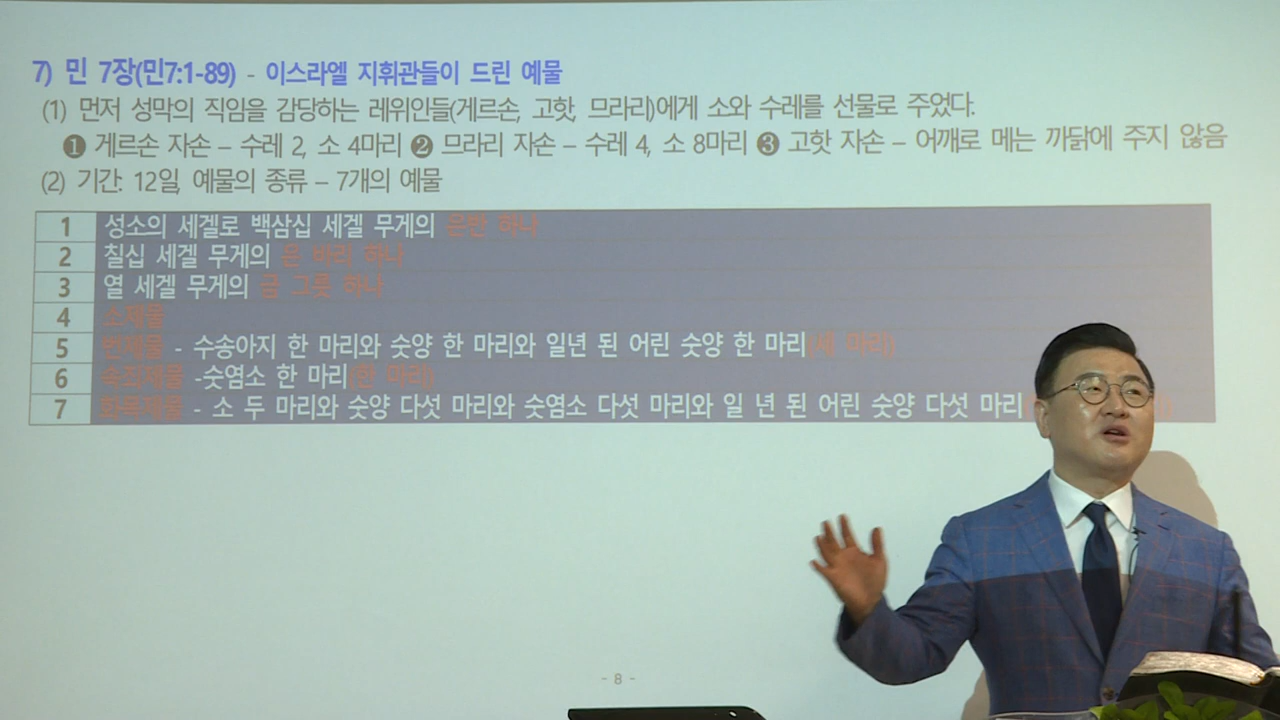 7) 민 7장(민7:1-89) - 이스라엘 지휘관들이 드린 예물
(1) 먼저 성막의 직임을 감당하는 레위인들(게르손, 고핫, 므라리)에게 소와 수레를 선물로 주었다.
❶ 게르손 자손 – 수레 2, 소 4마리 ❷ 므라리 자손 – 수레 4, 소 8마리 ❸ 고핫 자손 – 어깨로 메는 까닭에 주지 않음
(2) 기간: 12일, 예물의 종류 – 7개의 예물
1 성소의 세겔로 백삼십 세겔 무게의 은반 하나
2 칠십 세겔 무게의 은 바리 하나
3 열 세겔 무게의 금 그릇 하나
4 소제물
5 번제물 - 수송아지 한 마리와 숫양 한 마리와 일년 된 어린 숫양 한 마리(세 마리)
6 속죄제물 -숫염소 한 마리(한 마리)
7 화목제물 - 소 두 마리와 숫양 다섯 마리와 숫염소 다섯 마리와 일 년 된 어린 숫양 다섯 마리
- 8 -